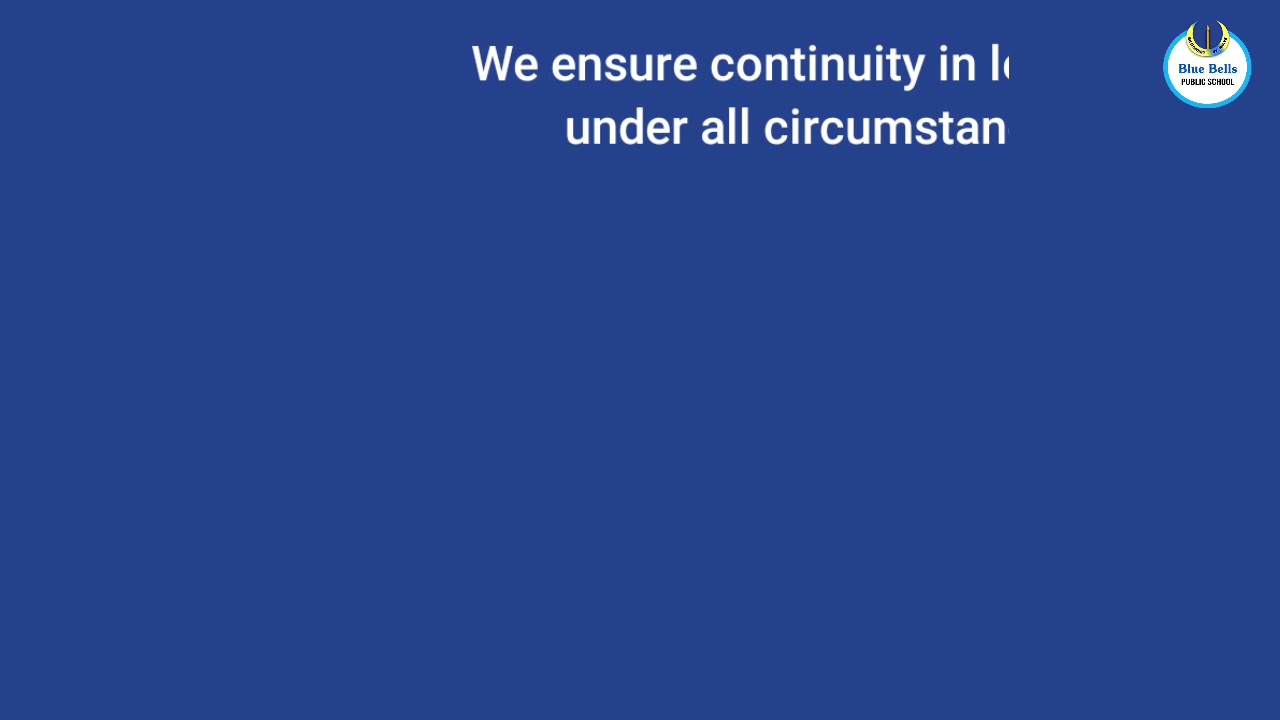 We ensure continuity in
under all
Blue Bells
PUBLIC SCHOOL